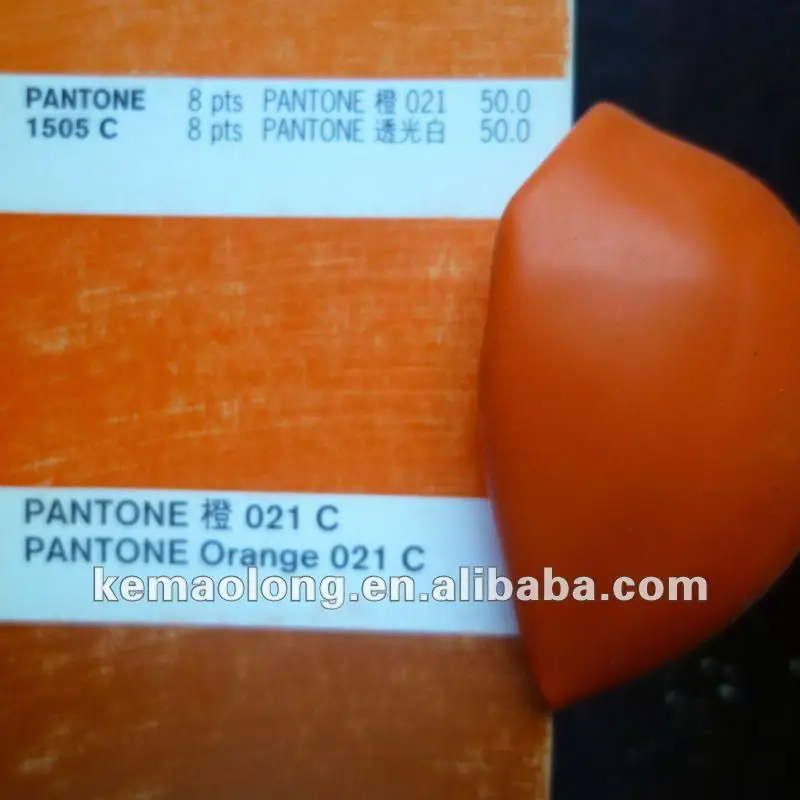 PANTONE 8 pts PANTONE 橙 021 50.0
1505 C 8 pts PANTONE 透光白 50.0
PANTONE 橙 021 C
PANTONE Orange 021 C
kemaolong.en.alibaba.com